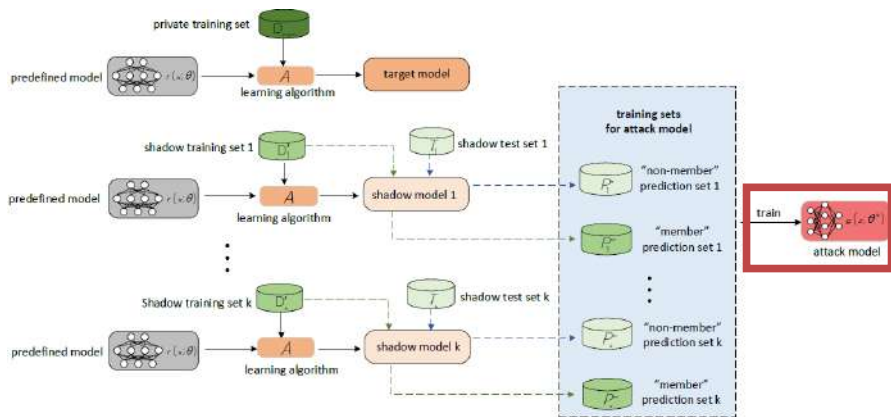 private training set
D
predefined model
r(x; θ)
A
target model
learning algorithm
training sets
for attack model
shadow training set 1
D'1
T1
shadow test set 1
"non-member"
prediction set 1
predefined model
r(x; θ)
A
shadow model 1
learning algorithm
train
attack model
"member"
prediction set 1
Shadow training set k
shadow test set k
"non-member"
prediction set k
predefined model
r(x; θ)
A
shadow model k
learning algorithm
"member"
prediction set k